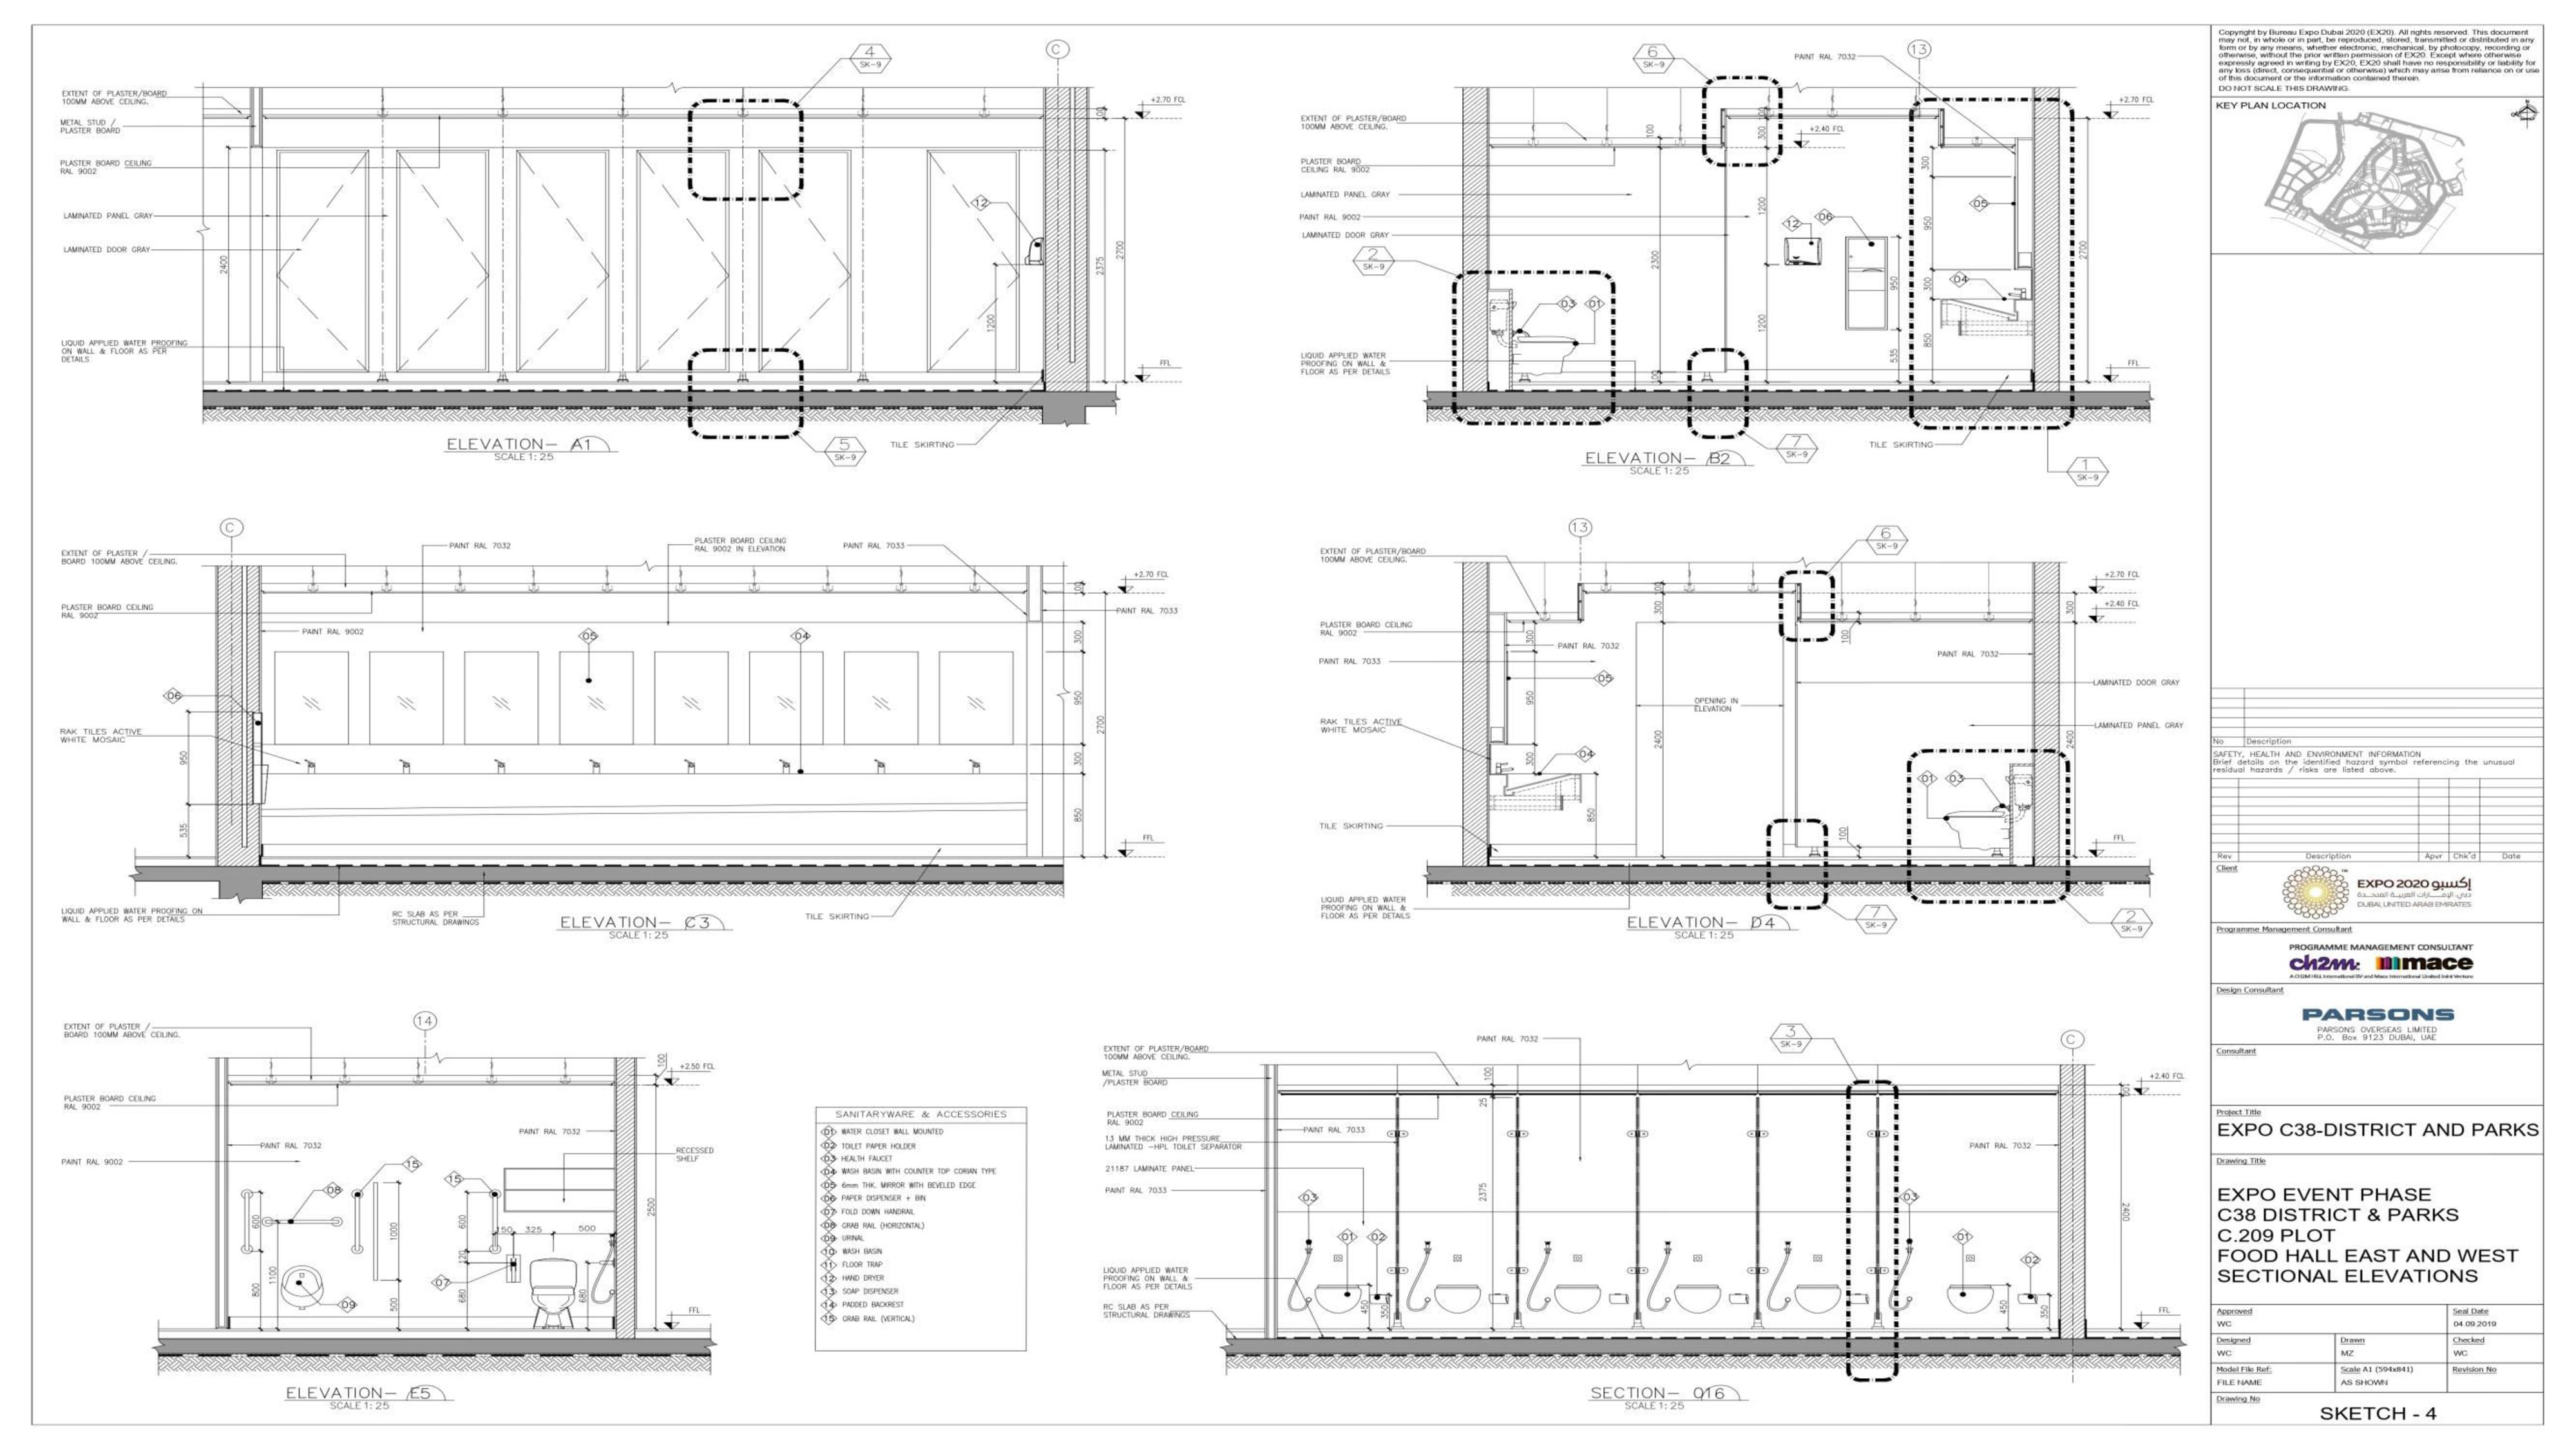 4
SK-9
C
EXTENT OF PLASTER/BOARD
100MM ABOVE CEILING.
METAL STUD /
PLASTER BOARD
PLASTER BOARD CEILING
RAL 9002
LAMINATED PANEL GRAY
LAMINATED DOOR GRAY
LIQUID APPLIED WATER PROOFING
ON WALL & FLOOR AS PER
DETAILS
2400
12
1200
100
2375
2700
+2.70 FCL
FFL
ELEVATION- A1
SCALE 1:25
5
SK-9
TILE SKIRTING
6
SK-9
PAINT RAL 7032
13
EXTENT OF PLASTER/BOARD
100MM ABOVE CEILING.
PLASTER BOARD
CEILING RAL 9002
LAMINATED PANEL GRAY
PAINT RAL 9002
LAMINATED DOOR GRAY
2
SK-9
LIQUID APPLIED WATER
PROOFING ON WALL &
FLOOR AS PER DETAILS
03
01
100
2300
100
100
300
+2.40 FCL
1200
1200
12
06
950
535
300
950
300
850
05
04
2700
+2.70 FCL
FFL
ELEVATION- B2
SCALE 1:25
7
SK-9
TILE SKIRTING
1
SK-9
C
EXTENT OF PLASTER /
BOARD 100MM ABOVE CEILING.
PAINT RAL 7032
PLASTER BOARD CEILING
RAL 9002 IN ELEVATION
PAINT RAL 7033
PLASTER BOARD CEILING
RAL 9002
PAINT RAL 9002
05
04
06
RAK TILES ACTIVE
WHITE MOSAIC
950
535
100
300
950
300
850
2700
+2.70 FCL
PAINT RAL 7033
FFL
LIQUID APPLIED WATER PROOFING ON
WALL & FLOOR AS PER DETAILS
RC SLAB AS PER
STRUCTURAL DRAWINGS
ELEVATION- C3
SCALE 1:25
TILE SKIRTING
13
6
SK-9
EXTENT OF PLASTER/BOARD
100MM ABOVE CEILING.
PLASTER BOARD CEILING
RAL 9002
PAINT RAL 7032
PAINT RAL 7033
05
RAK TILES ACTIVE
WHITE MOSAIC
04
TILE SKIRTING
300
950
300
850
100
300
2400
OPENING IN
ELEVATION
100
100
PAINT RAL 7032
LAMINATED DOOR GRAY
LAMINATED PANEL GRAY
01
03
300
2400
+2.70 FCL
+2.40 FCL
FFL
LIQUID APPLIED WATER
PROOFING ON WALL &
FLOOR AS PER DETAILS
ELEVATION- D4
SCALE 1:25
7
SK-9
2
SK-9
14
EXTENT OF PLASTER /
BOARD 100MM ABOVE CEILING.
PLASTER BOARD CEILING
RAL 9002
PAINT RAL 7032
PAINT RAL 9002
PAINT RAL 7032
RECESSED
SHELF
100
+2.50 FCL
2500
08
15
15
600
800
1100
1000
500
600
120
680
150
325
500
680
07
09
FFL
ELEVATION- E5
SCALE 1:25
SANITARYWARE & ACCESSORIES
01 WATER CLOSET WALL MOUNTED
02 TOILET PAPER HOLDER
03 HEALTH FAUCET
04 WASH BASIN WITH COUNTER TOP CORIAN TYPE
05 6mm THK. MIRROR WITH BEVELED EDGE
06 PAPER DISPENSER + BIN
07 FOLD DOWN HANDRAIL
08 GRAB RAIL (HORIZONTAL)
09 URINAL
10 WASH BASIN
11 FLOOR TRAP
12 HAND DRYER
13 SOAP DISPENSER
14 PADDED BACKREST
15 GRAB RAIL (VERTICAL)
EXTENT OF PLASTER/BOARD
100MM ABOVE CEILING.
METAL STUD
/PLASTER BOARD
PLASTER BOARD CEILING
RAL 9002
13 MM THICK HIGH PRESSURE
LAMINATED -HPL TOILET SEPARATOR
21187 LAMINATE PANEL
PAINT RAL 7033
LIQUID APPLIED WATER
PROOFING ON WALL &
FLOOR AS PER DETAILS
RC SLAB AS PER
STRUCTURAL DRAWINGS
PAINT RAL 7032
3
SK-9
C
PAINT RAL 7033
PAINT RAL 7032
100
25
2375
03
01
02
450
350
03
01
02
450
350
2400
+2.40 FCL
FFL
SECTION- 016
SCALE 1:25
Copyright by Bureau Expo Dubai 2020 (EX20). All rights reserved. This document
may not, in whole or in part, be reproduced, stored, transmitted or distributed in any
form or by any means, whether electronic, mechanical, by photocopy, recording or
otherwise, without the prior written permission of EX20. Except where otherwise
expressly agreed in writing by EX20, EX20 shall have no responsibility or liability for
any loss (direct, consequential or otherwise) which may arise from reliance on or use
of this document or the information contained therein.
DO NOT SCALE THIS DRAWING.
KEY PLAN LOCATION
No Description
SAFETY, HEALTH AND ENVIRONMENT INFORMATION
Brief details on the identified hazard symbol referencing the unusual
residual hazards / risks are listed above.
Rev Description Apvr Chk'd Date
Client
EXPO 2020 إكسبو
دبي، الإمارات العربية المتحدة
DUBAI, UNITED ARAB EMIRATES
Programme Management Consultant
PROGRAMME MANAGEMENT CONSULTANT
ch2m: mace
A CH2M HILL International BV and Mace International Limited Joint Venture
Design Consultant
PARSONS
PARSONS OVERSEAS LIMITED
P.O. Box 9123 DUBAI, UAE
Consultant
Project Title
EXPO C38-DISTRICT AND PARKS
Drawing Title
EXPO EVENT PHASE
C38 DISTRICT & PARKS
C.209 PLOT
FOOD HALL EAST AND WEST
SECTIONAL ELEVATIONS
Approved
WC
Seal Date
04.09.2019
Designed
WC
Drawn
MZ
Checked
WC
Model File Ref:
FILE NAME
Scale A1 (594x841)
AS SHOWN
Revision No
Drawing No
SKETCH - 4